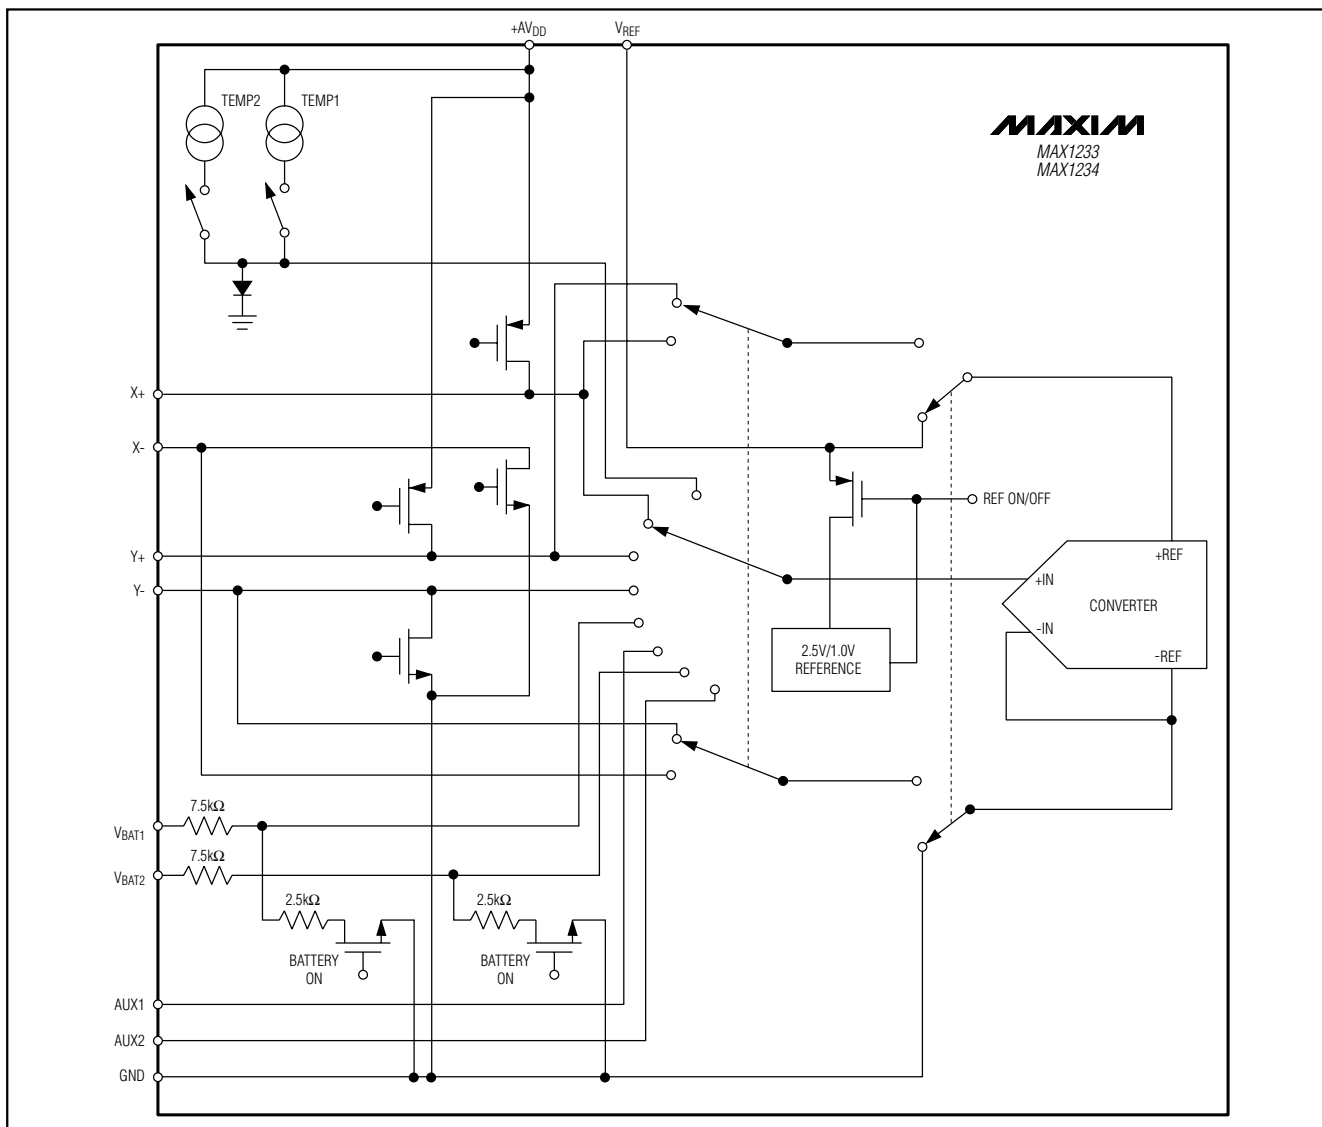 +AVDD
VREF
TEMP2
TEMP1
MAXIM
MAX1233
MAX1234
X+
X-
REF ON/OFF
Y+
Y-
+REF
+IN
CONVERTER
-IN
-REF
2.5V/1.0V
REFERENCE
7.5kΩ
VBAT1
7.5kΩ
VBAT2
2.5kΩ
2.5kΩ
BATTERY
ON
BATTERY
ON
AUX1
AUX2
GND